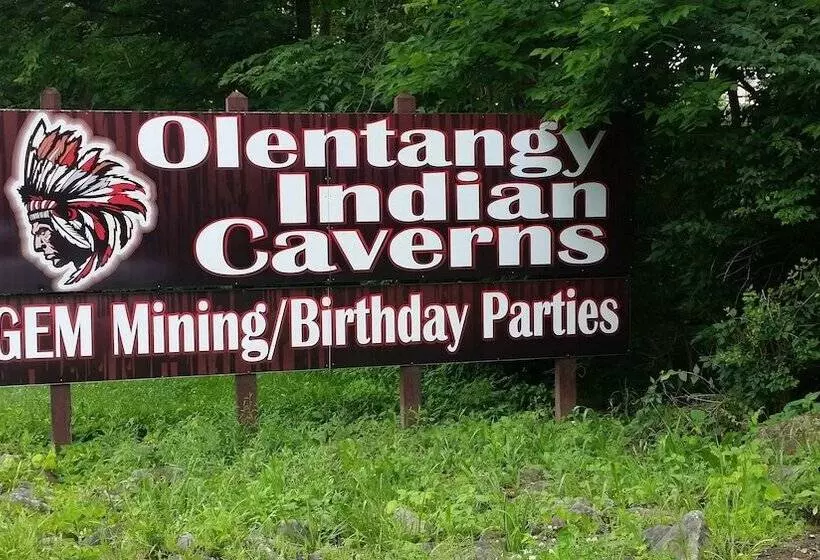 Olentangy
Indian
Caverns
GEM Mining/Birthday Parties